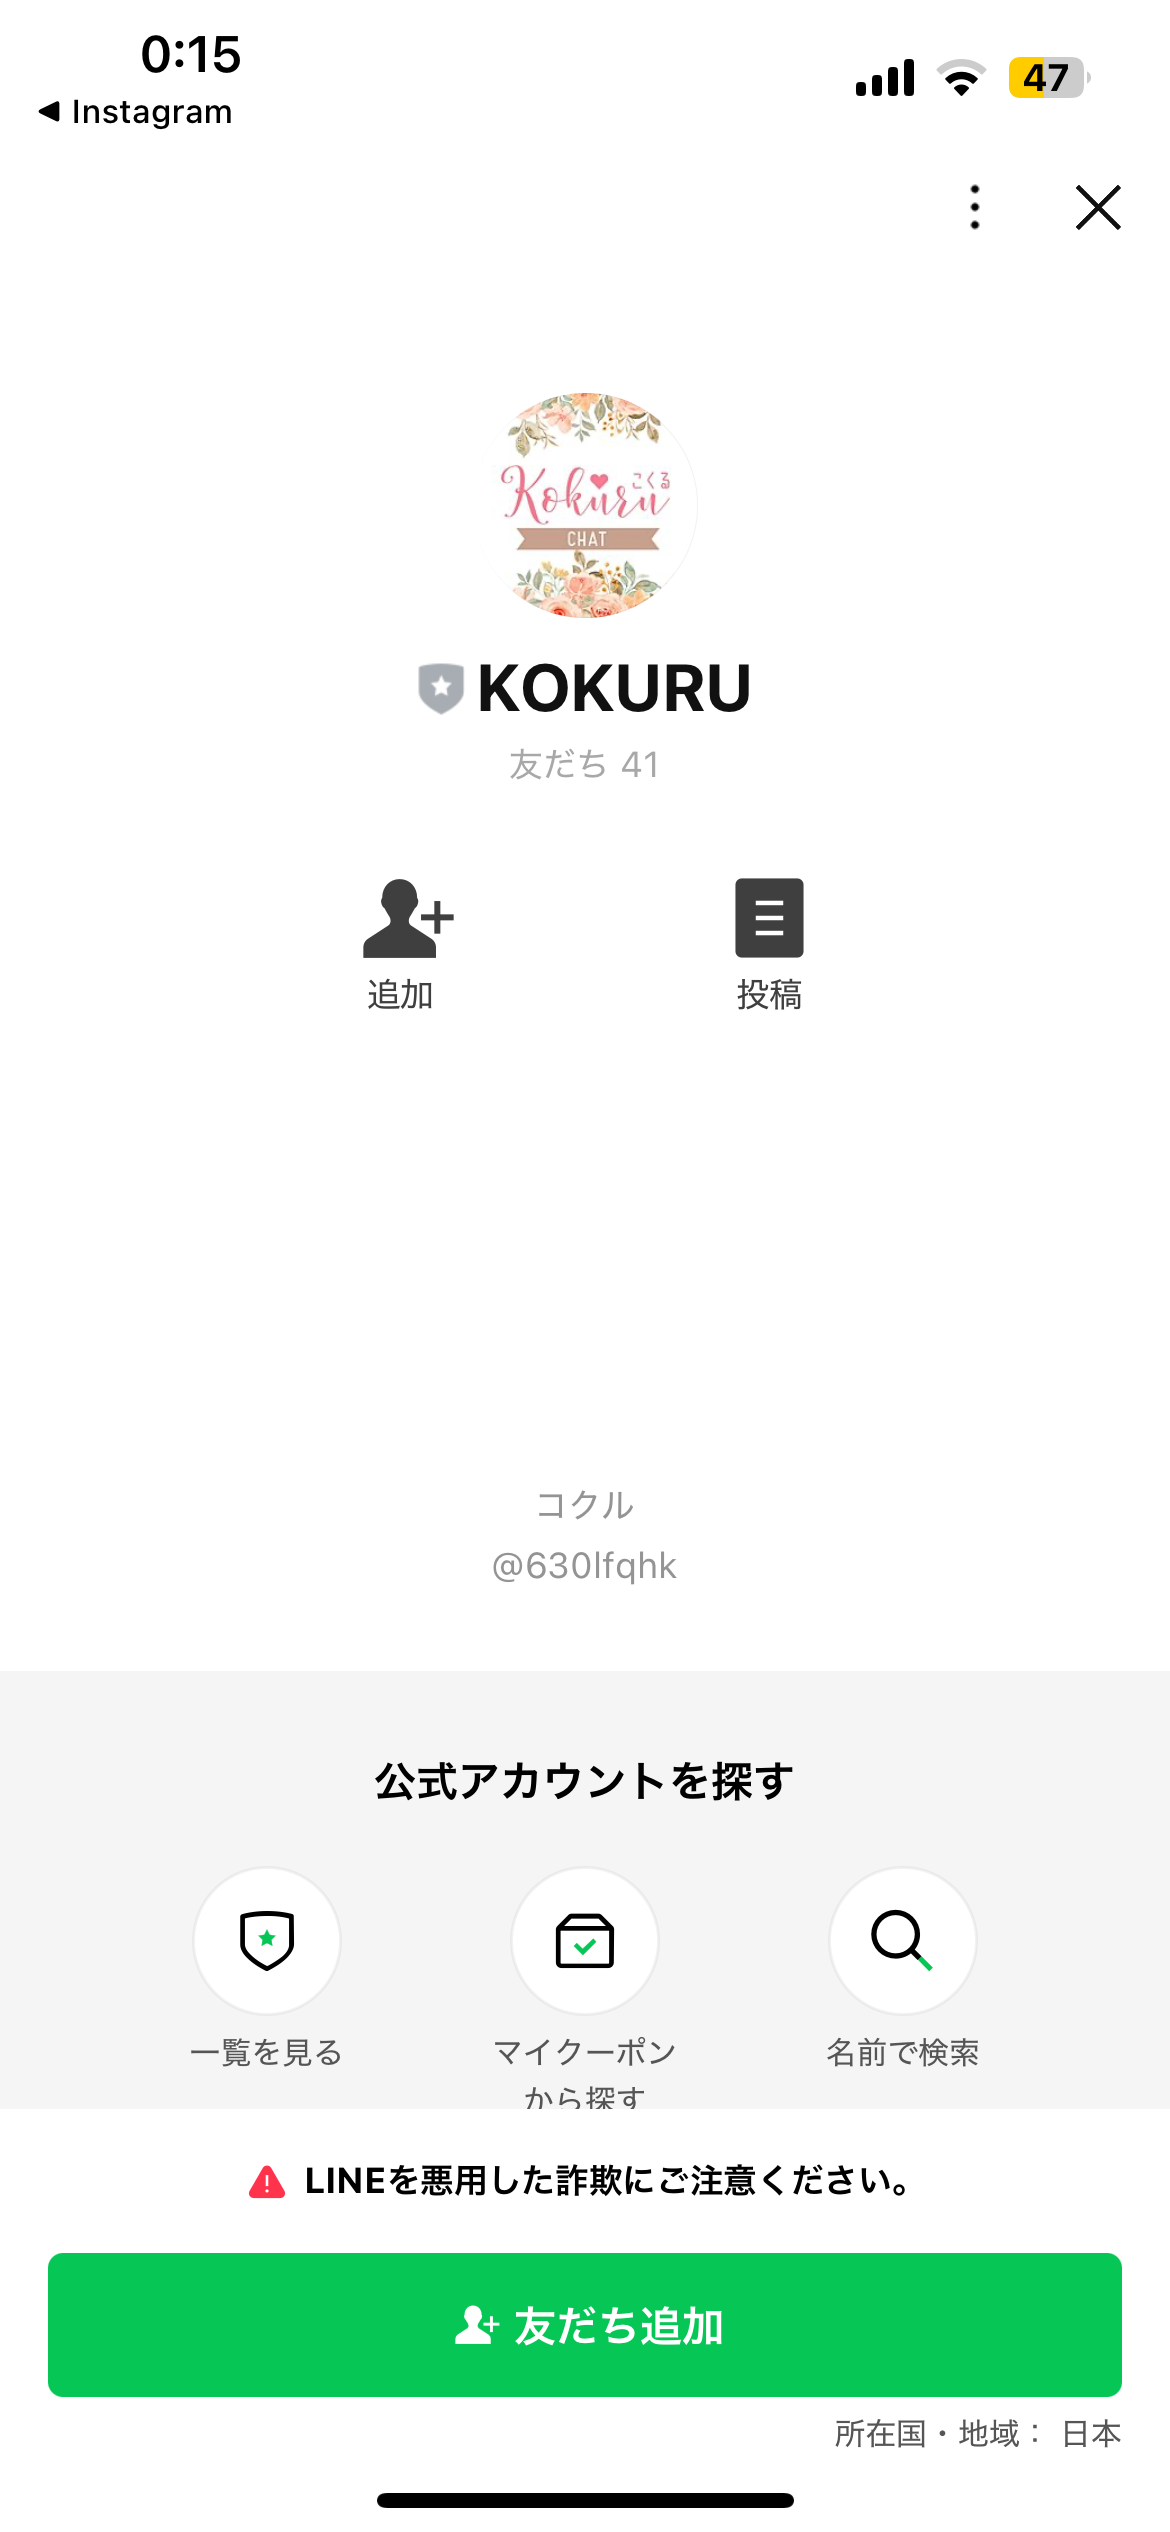 0:15
47
◀ Instagram
Kokuru こくる
CHAT
KOKURU
友だち 41
追加
投稿
コクル
@630lfqhk
公式アカウントを探す
一覧を見る
マイクーポン
から探す
名前で検索
LINEを悪用した詐欺にご注意ください。
友だち追加
所在国・地域： 日本